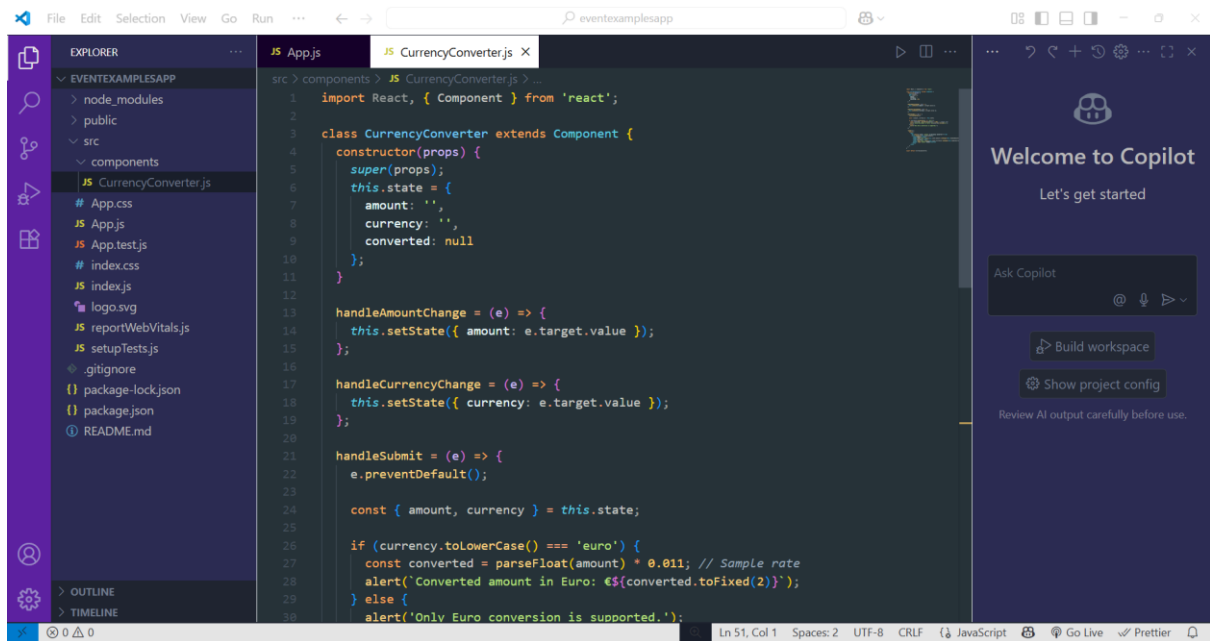 File Edit Selection View Go Run ··· eventexamplesapp
EXPLORER ···
EVENTEXAMPLESAPP
node_modules
public
src
components
JS CurrencyConverter.js
# App.css
JS App.js
JS App.test.js
# index.css
JS index.js
logo.svg
JS reportWebVitals.js
JS setupTests.js
.gitignore
{} package-lock.json
{} package.json
README.md
OUTLINE
TIMELINE
JS App.js JS CurrencyConverter.js ×
src > components > JS CurrencyConverter.js > ...
1 import React, { Component } from 'react';
2
3 class CurrencyConverter extends Component {
4 constructor(props) {
5 super(props);
6 this.state = {
7 amount: '',
8 currency: '',
9 converted: null
10 };
11 }
12
13 handleAmountChange = (e) => {
14 this.setState({ amount: e.target.value });
15 };
16
17 handleCurrencyChange = (e) => {
18 this.setState({ currency: e.target.value });
19 };
20
21 handleSubmit = (e) => {
22 e.preventDefault();
23
24 const { amount, currency } = this.state;
25
26 if (currency.toLowerCase() === 'euro') {
27 const converted = parseFloat(amount) * 0.011; // Sample rate
28 alert(`Converted amount in Euro: €${converted.toFixed(2)}`);
29 } else {
30 alert('Only Euro conversion is supported.');
Welcome to Copilot
Let's get started
Ask Copilot
@
Build workspace
Show project config
Review AI output carefully before use.
0 0 Ln 51, Col 1 Spaces: 2 UTF-8 CRLF {} JavaScript Go Live Prettier